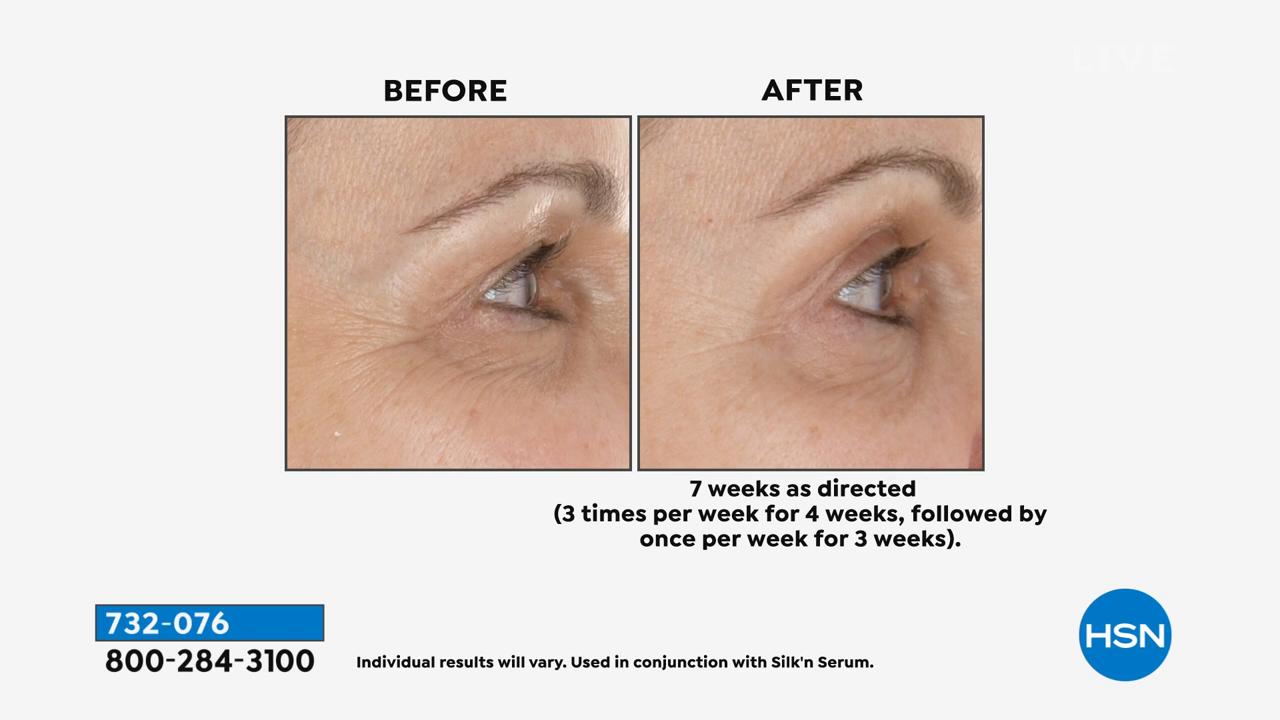 LIVE
BEFORE
AFTER
7 weeks as directed
(3 times per week for 4 weeks, followed by
once per week for 3 weeks).
732-076
800-284-3100
Individual results will vary. Used in conjunction with Silk'n Serum.
HSN